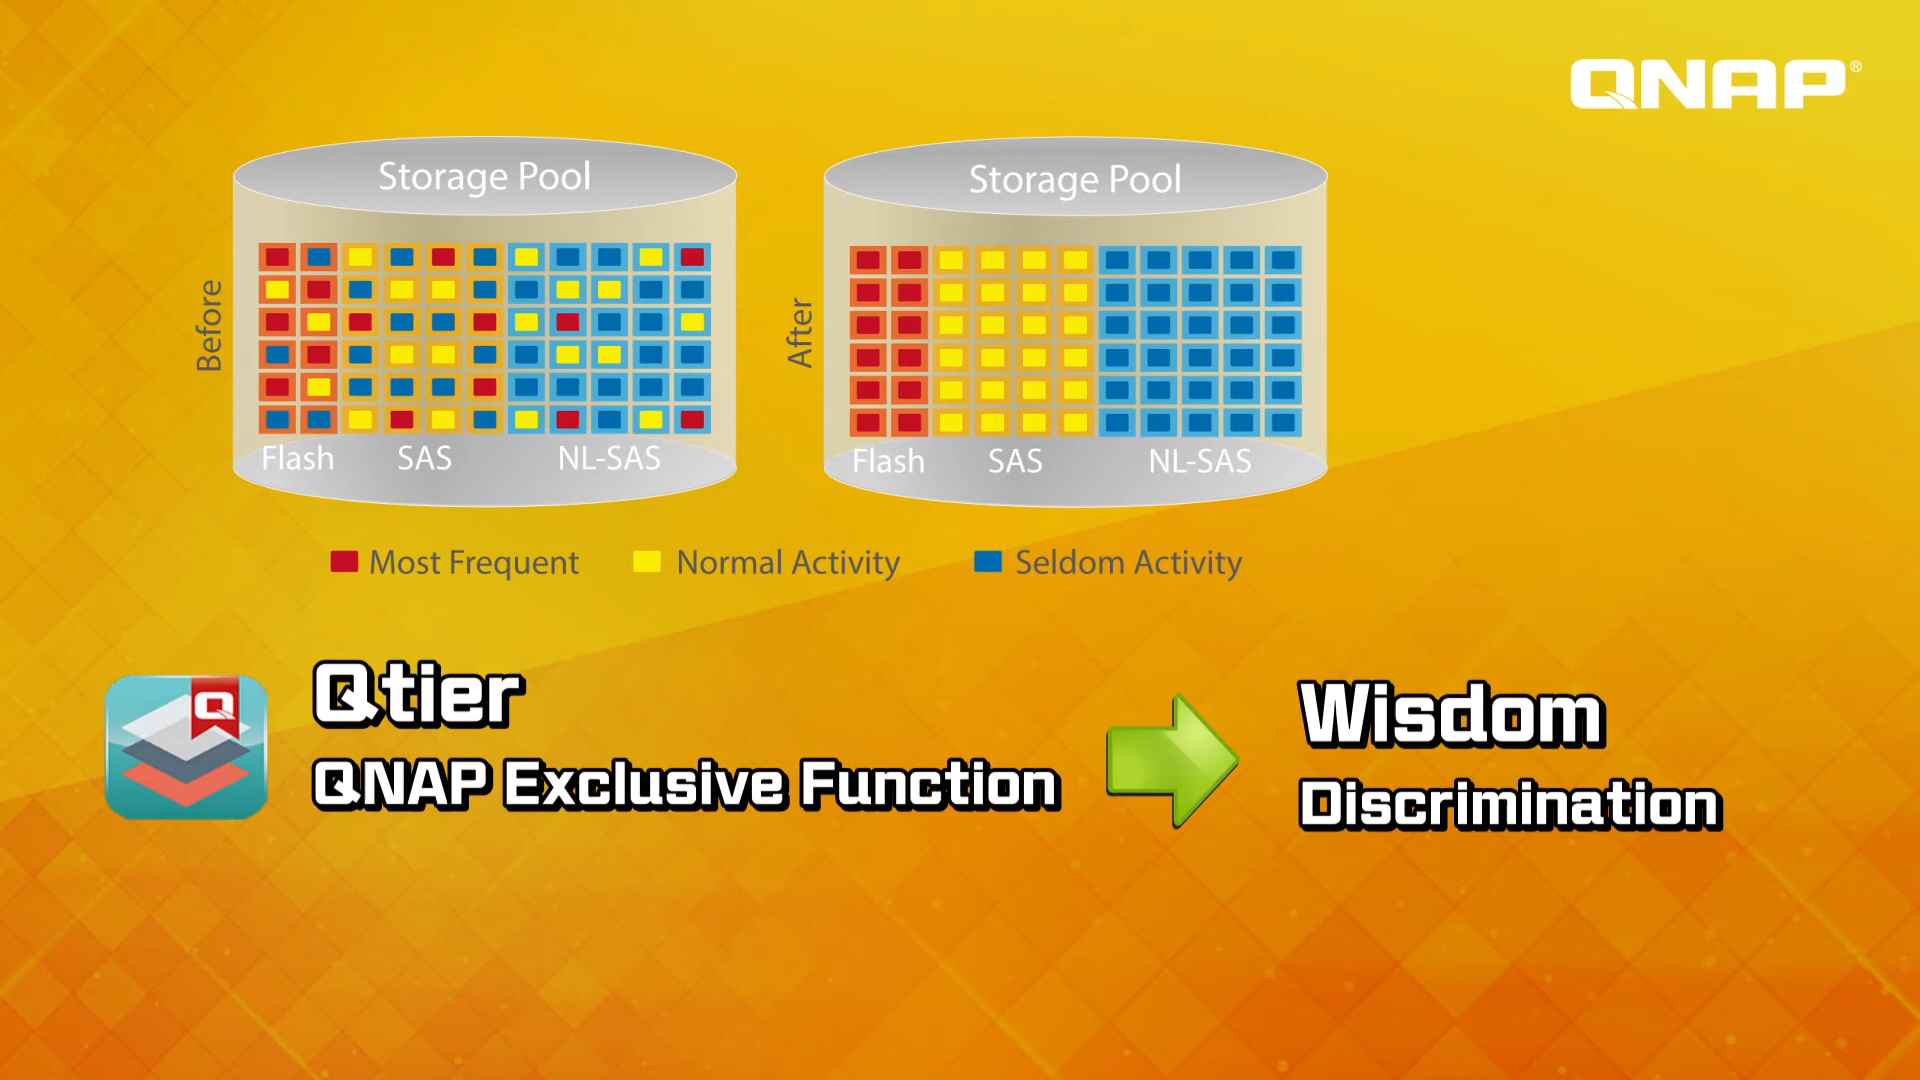 QNAP®
Storage Pool
Before
Flash SAS NL-SAS
Storage Pool
After
Flash SAS NL-SAS
Most Frequent Normal Activity Seldom Activity
Q
Qtier
QNAP Exclusive Function
Wisdom
Discrimination